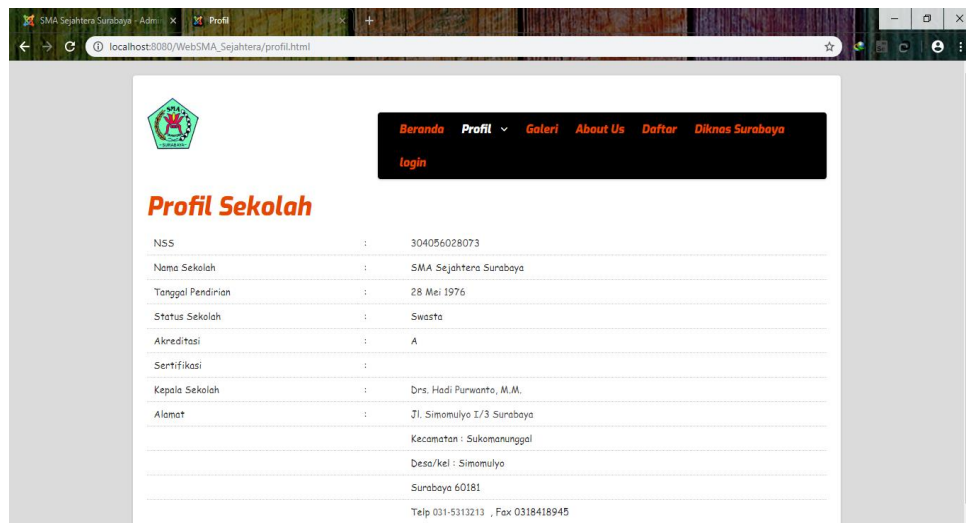 SMA Sejahtera Surabaya - Admi
Profil
localhost:8080/WebSMA_Sejahtera/profil.html
SMA
SURABAYA
Beranda Profil Galeri About Us Daftar Diknas Surabaya
login
Profil Sekolah
NSS : 304056028073
Nama Sekolah : SMA Sejahtera Surabaya
Tanggal Pendirian : 28 Mei 1976
Status Sekolah : Swasta
Akreditasi : A
Sertifikasi :
Kepala Sekolah : Drs. Hadi Purwanto, M.M.
Alamat : Jl. Simomulyo I/3 Surabaya
Kecamatan : Sukomanunggal
Desa/kel : Simomulyo
Surabaya 60181
Telp 031-5313213 , Fax 0318418945